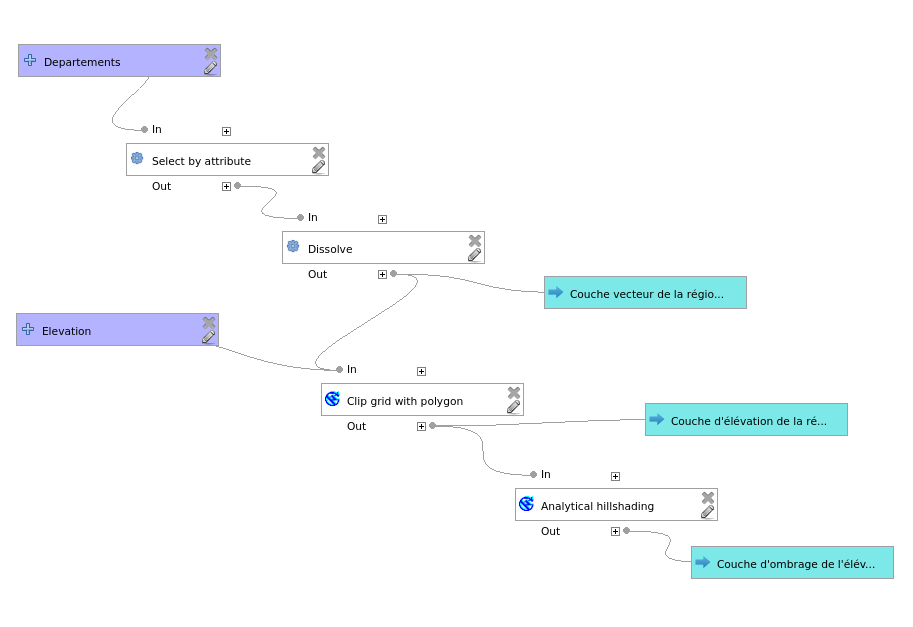 Departements
In
Select by attribute
Out
In
Dissolve
Out
Couche vecteur de la régio...
Elevation
In
Clip grid with polygon
Out
Couche d'élévation de la ré...
In
Analytical hillshading
Out
Couche d'ombrage de l'élév...